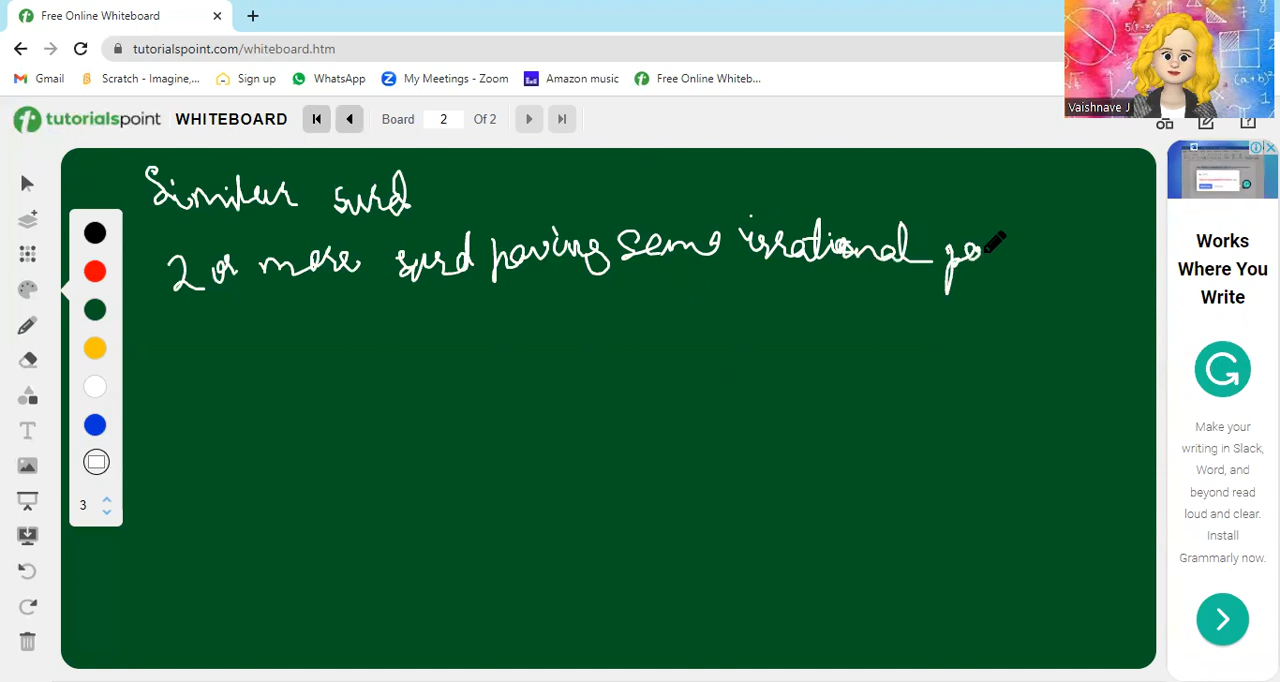 Free Online Whiteboard
tutorialspoint.com/whiteboard.htm
Gmail Scratch - Imagine,... Sign up WhatsApp My Meetings - Zoom Amazon music Free Online Whiteb...
Vaishnave J
tutorialspoint WHITEBOARD Board 2 Of 2
Similar surd
2 or more surd having same irrational pa
3
Works
Where You
Write
Make your
writing in Slack,
Word, and
beyond read
loud and clear.
Install
Grammarly now.